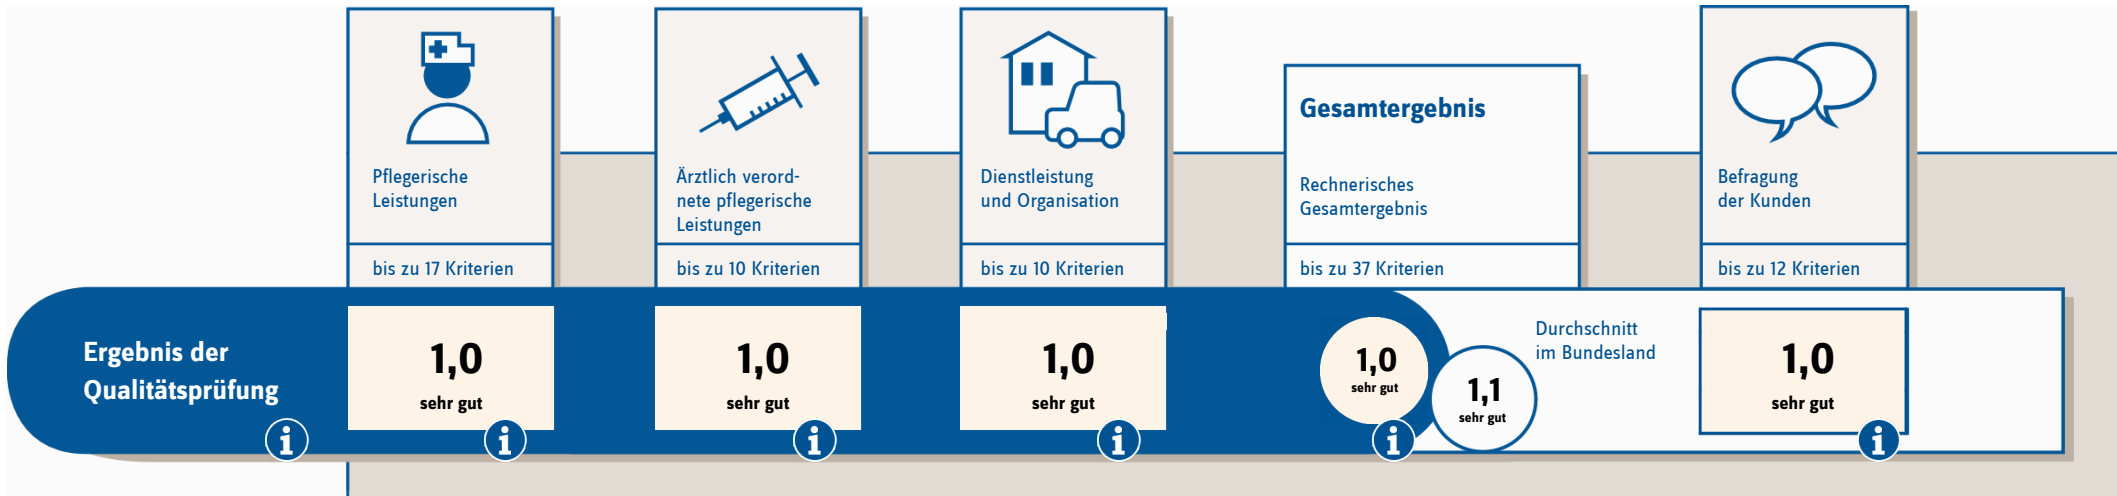 Pflegerische
Leistungen
bis zu 17 Kriterien
Ärztlich verord-
nete pflegerische
Leistungen
bis zu 10 Kriterien
Dienstleistung
und Organisation
bis zu 10 Kriterien
Gesamtergebnis
Rechnerisches
Gesamtergebnis
bis zu 37 Kriterien
Befragung
der Kunden
bis zu 12 Kriterien
Ergebnis der
Qualitätsprüfung
i
1,0
sehr gut
i
1,0
sehr gut
i
1,0
sehr gut
i
1,0
sehr gut
i
1,1
sehr gut
Durchschnitt
im Bundesland
1,0
sehr gut
i